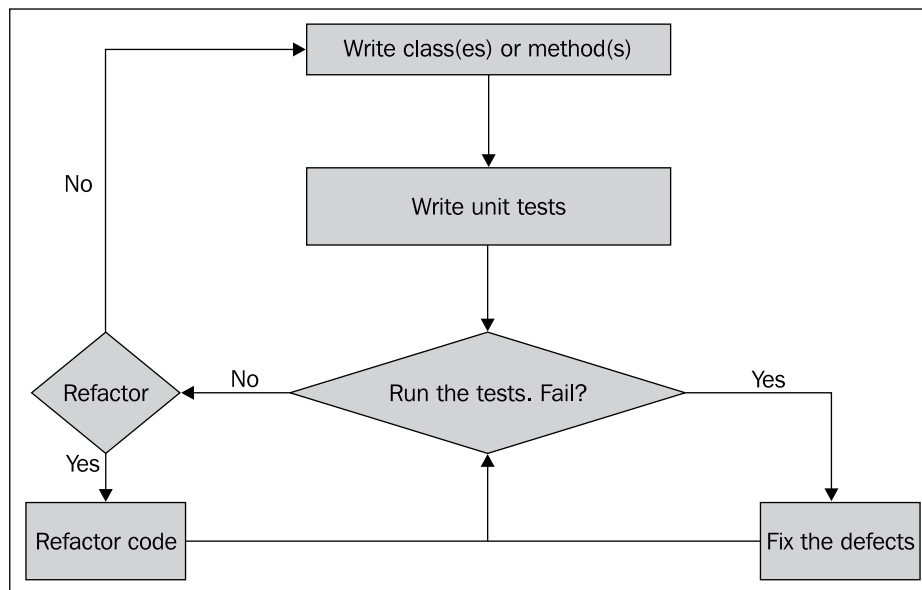 Write class(es) or method(s)
No
Write unit tests
Refactor
No
Run the tests. Fail?
Yes
Yes
Refactor code
Fix the defects